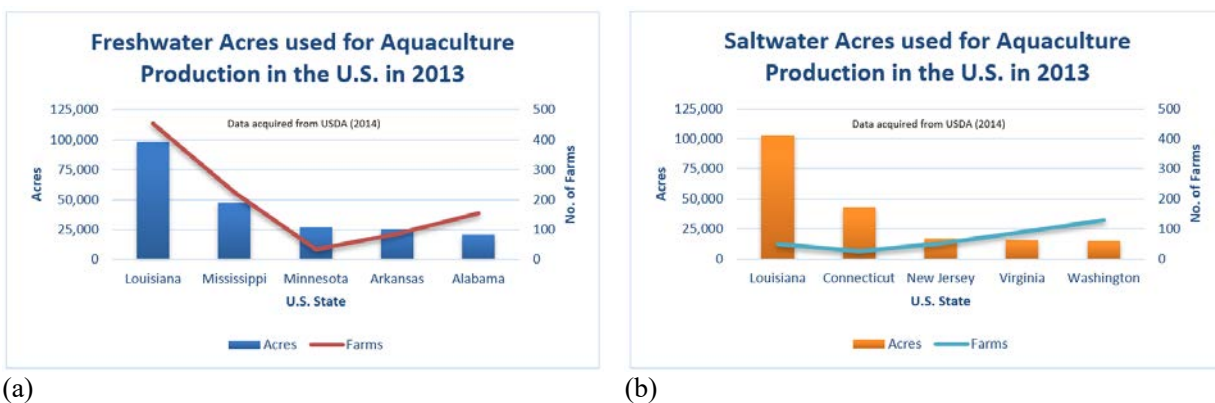 Freshwater Acres used for Aquaculture
Production in the U.S. in 2013
Data acquired from USDA (2014)
125,000
100,000
75,000
50,000
25,000
0
Acres
500
400
300
200
100
0
No. of Farms
Louisiana Mississippi Minnesota Arkansas Alabama
U.S. State
Acres Farms
(a)
Saltwater Acres used for Aquaculture
Production in the U.S. in 2013
Data acquired from USDA (2014)
125,000
100,000
75,000
50,000
25,000
0
Acres
500
400
300
200
100
0
No. of Farms
Louisiana Connecticut New Jersey Virginia Washington
U.S. State
Acres Farms
(b)